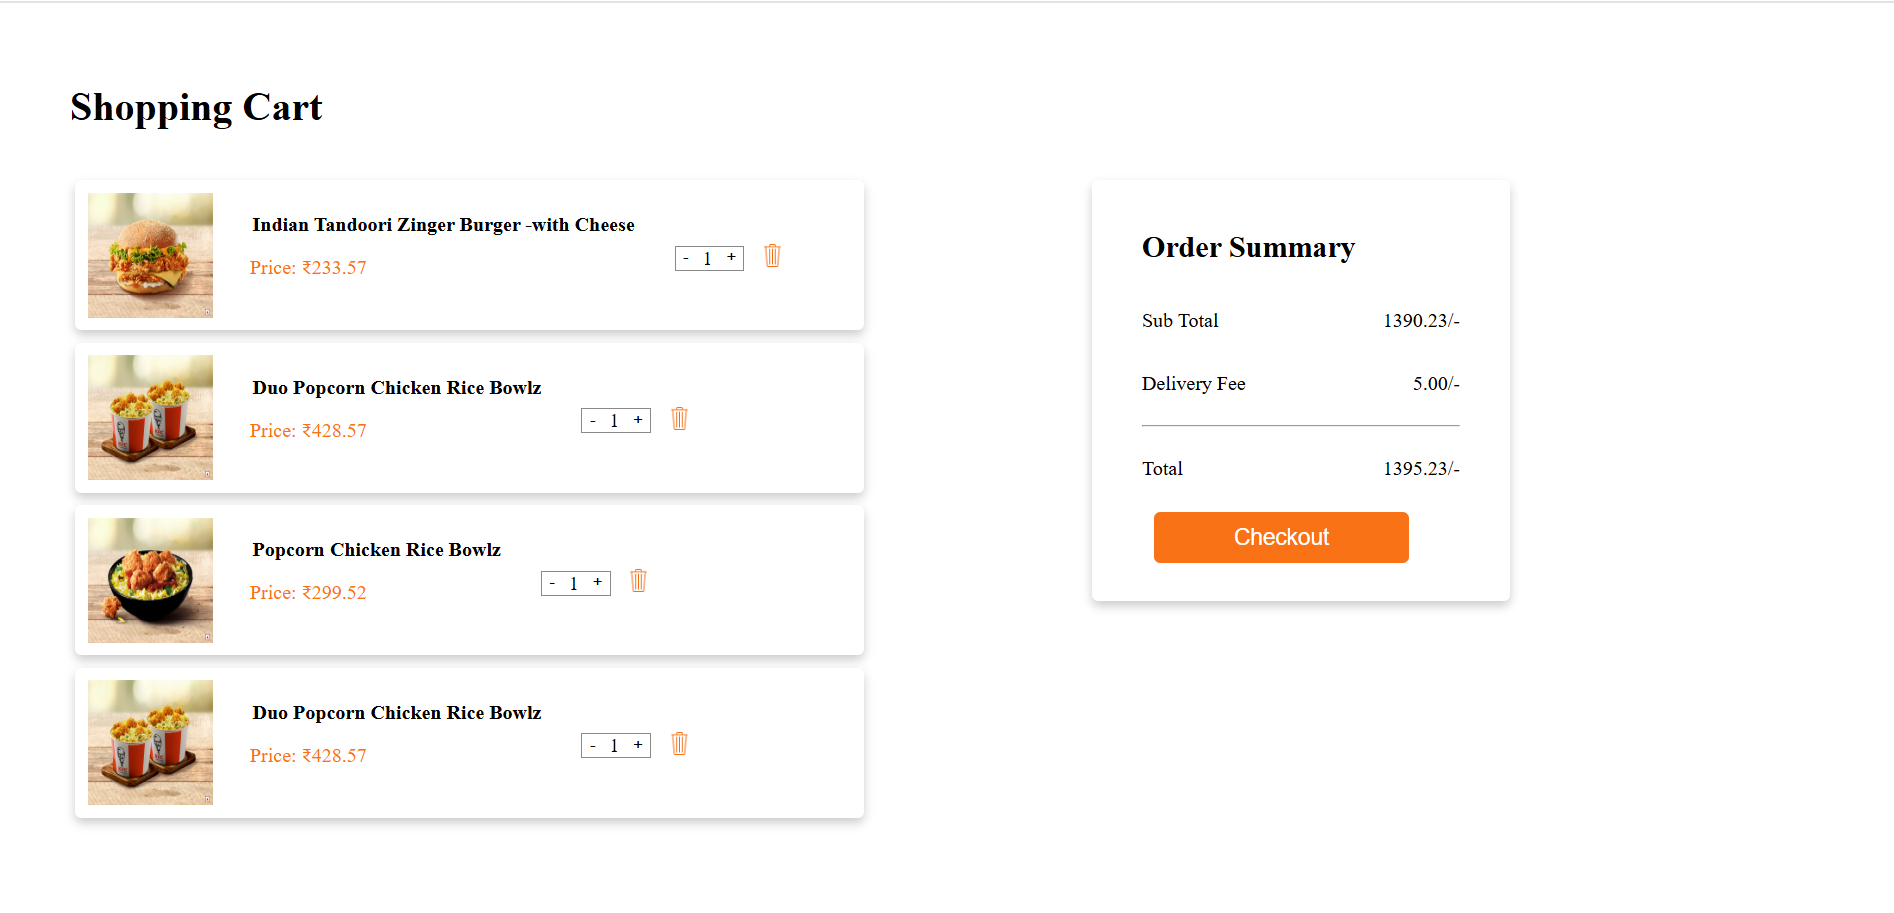 Shopping Cart
Indian Tandoori Zinger Burger -with Cheese
Price: ₹233.57
- 1 +
Duo Popcorn Chicken Rice Bowlz
Price: ₹428.57
- 1 +
Popcorn Chicken Rice Bowlz
Price: ₹299.52
- 1 +
Duo Popcorn Chicken Rice Bowlz
Price: ₹428.57
- 1 +
Order Summary
Sub Total 1390.23/-
Delivery Fee 5.00/-
Total 1395.23/-
Checkout